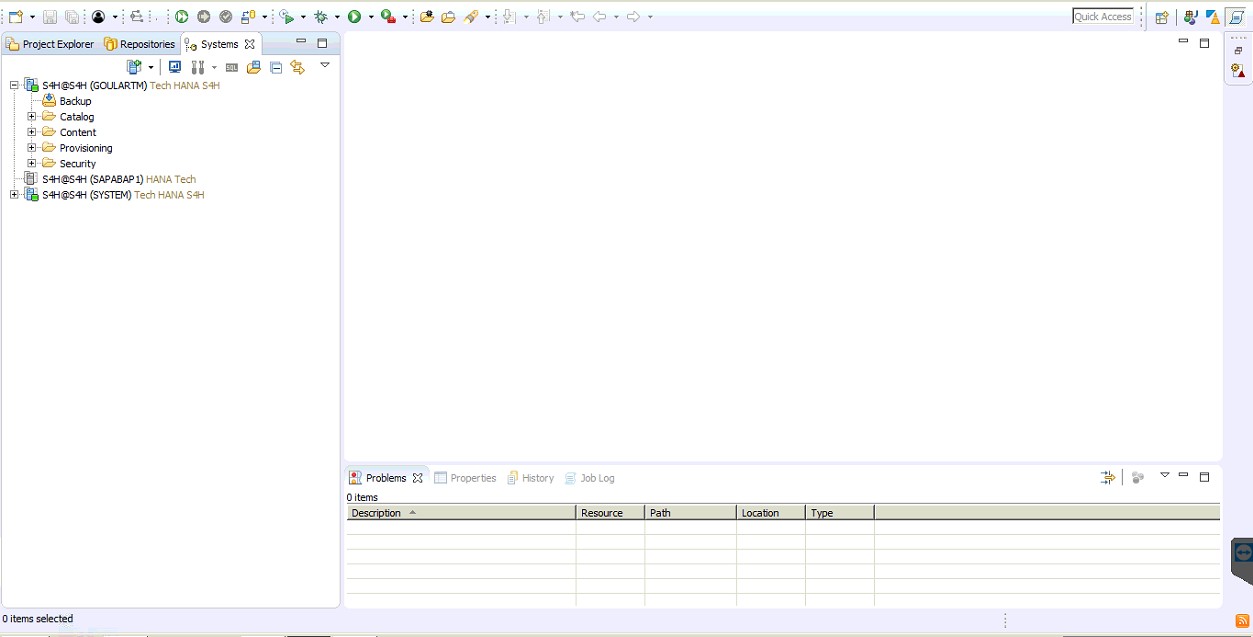 Quick Access
Project Explorer Repositories Systems
S4H@S4H (GOULARTM) Tech HANA S4H
Backup
Catalog
Content
Provisioning
Security
S4H@S4H (SAPABAP1) HANA Tech
S4H@S4H (SYSTEM) Tech HANA S4H
Problems Properties History Job Log
0 items
Description Resource Path Location Type
0 items selected